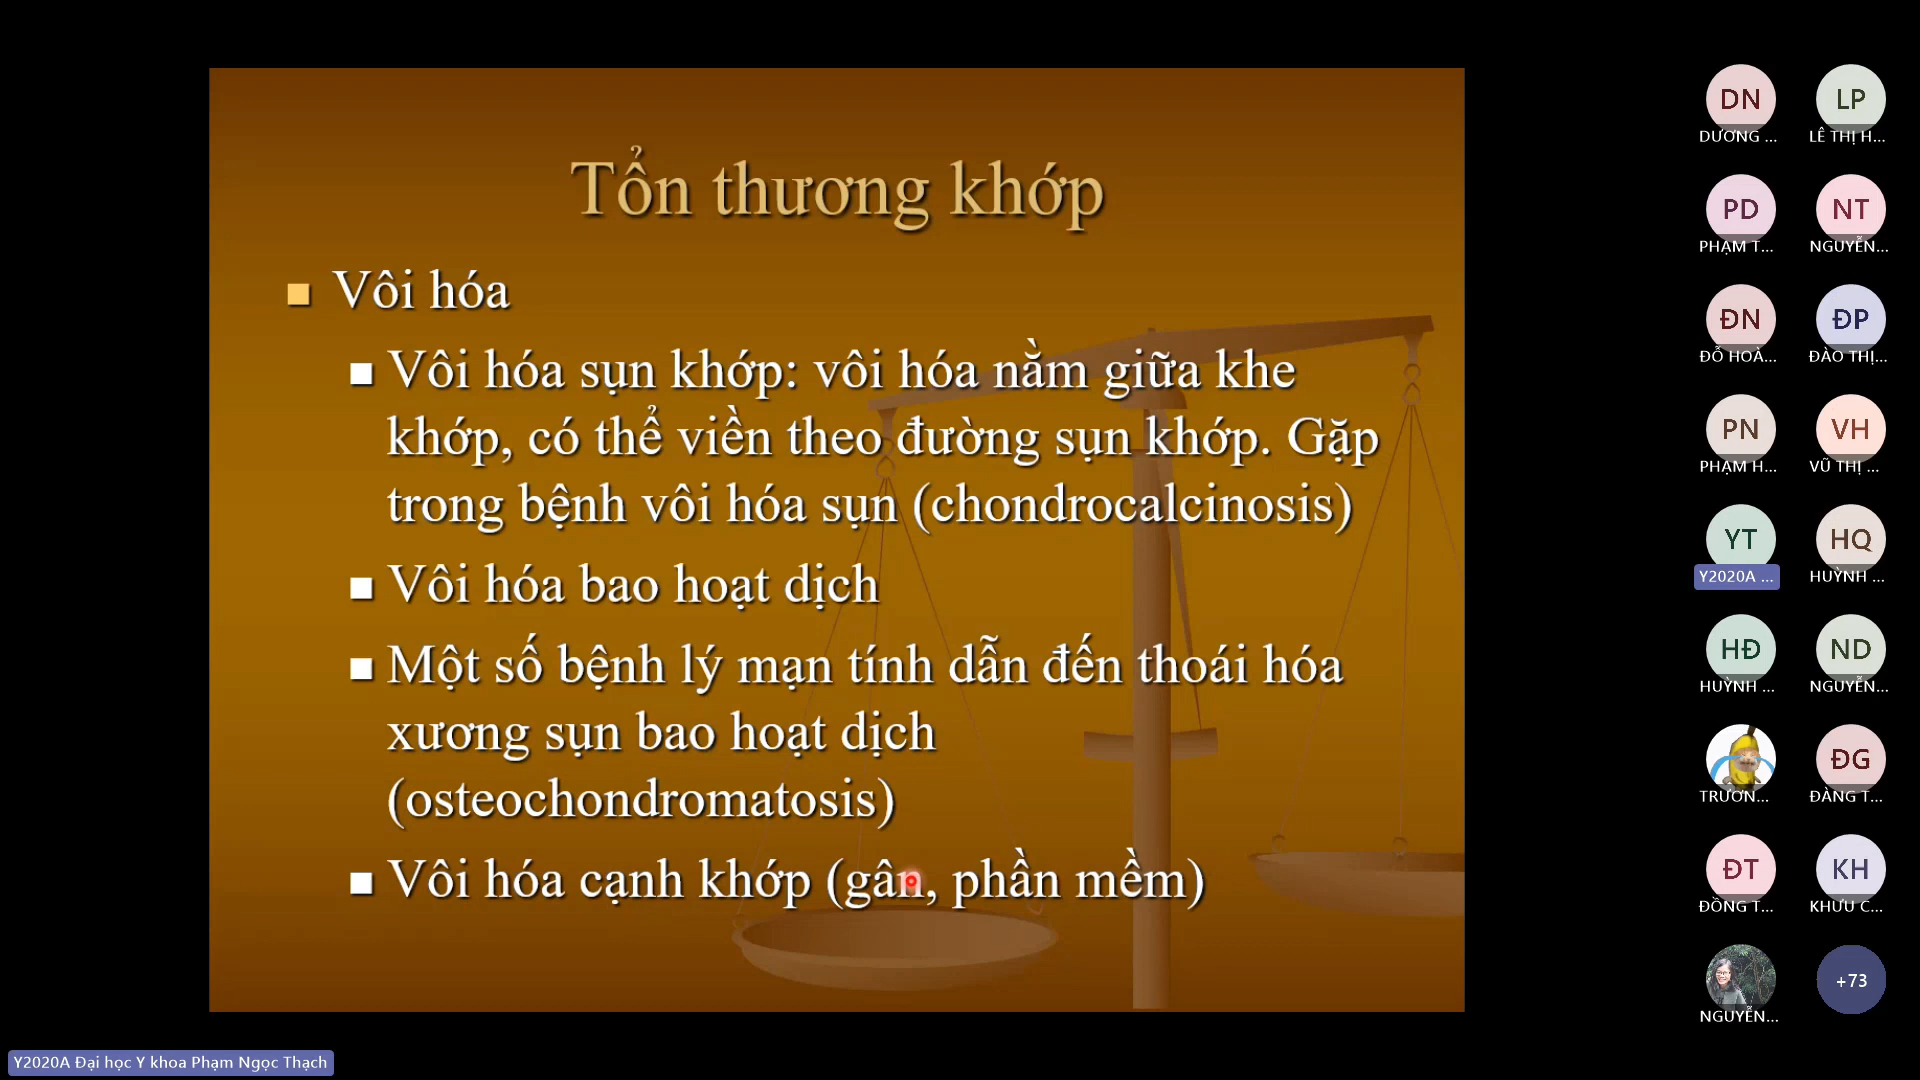 Tổn thương khớp
Vôi hóa
Vôi hóa sụn khớp: vôi hóa nằm giữa khe
khớp, có thể viền theo đường sụn khớp. Gặp
trong bệnh vôi hóa sụn (chondrocalcinosis)
Vôi hóa bao hoạt dịch
Một số bệnh lý mạn tính dẫn đến thoái hóa
xương sụn bao hoạt dịch
(osteochondromatosis)
Vôi hóa cạnh khớp (gân, phần mềm)
DN LP
DƯƠNG ... LÊ THỊ H...
PD NT
PHẠM T... NGUYỄN...
ĐN ĐP
ĐỖ HOÀ... ĐÀO THỊ...
PN VH
PHẠM H... VŨ THỊ ...
YT HQ
Y2020A ... HUỲNH ...
HĐ ND
HUỲNH ... NGUYỄN...
ĐG
TRƯƠN... ĐÀNG T...
ĐT KH
ĐỒNG T... KHƯU C...
+73
NGUYỄN...
Y2020A Đại học Y khoa Phạm Ngọc Thạch